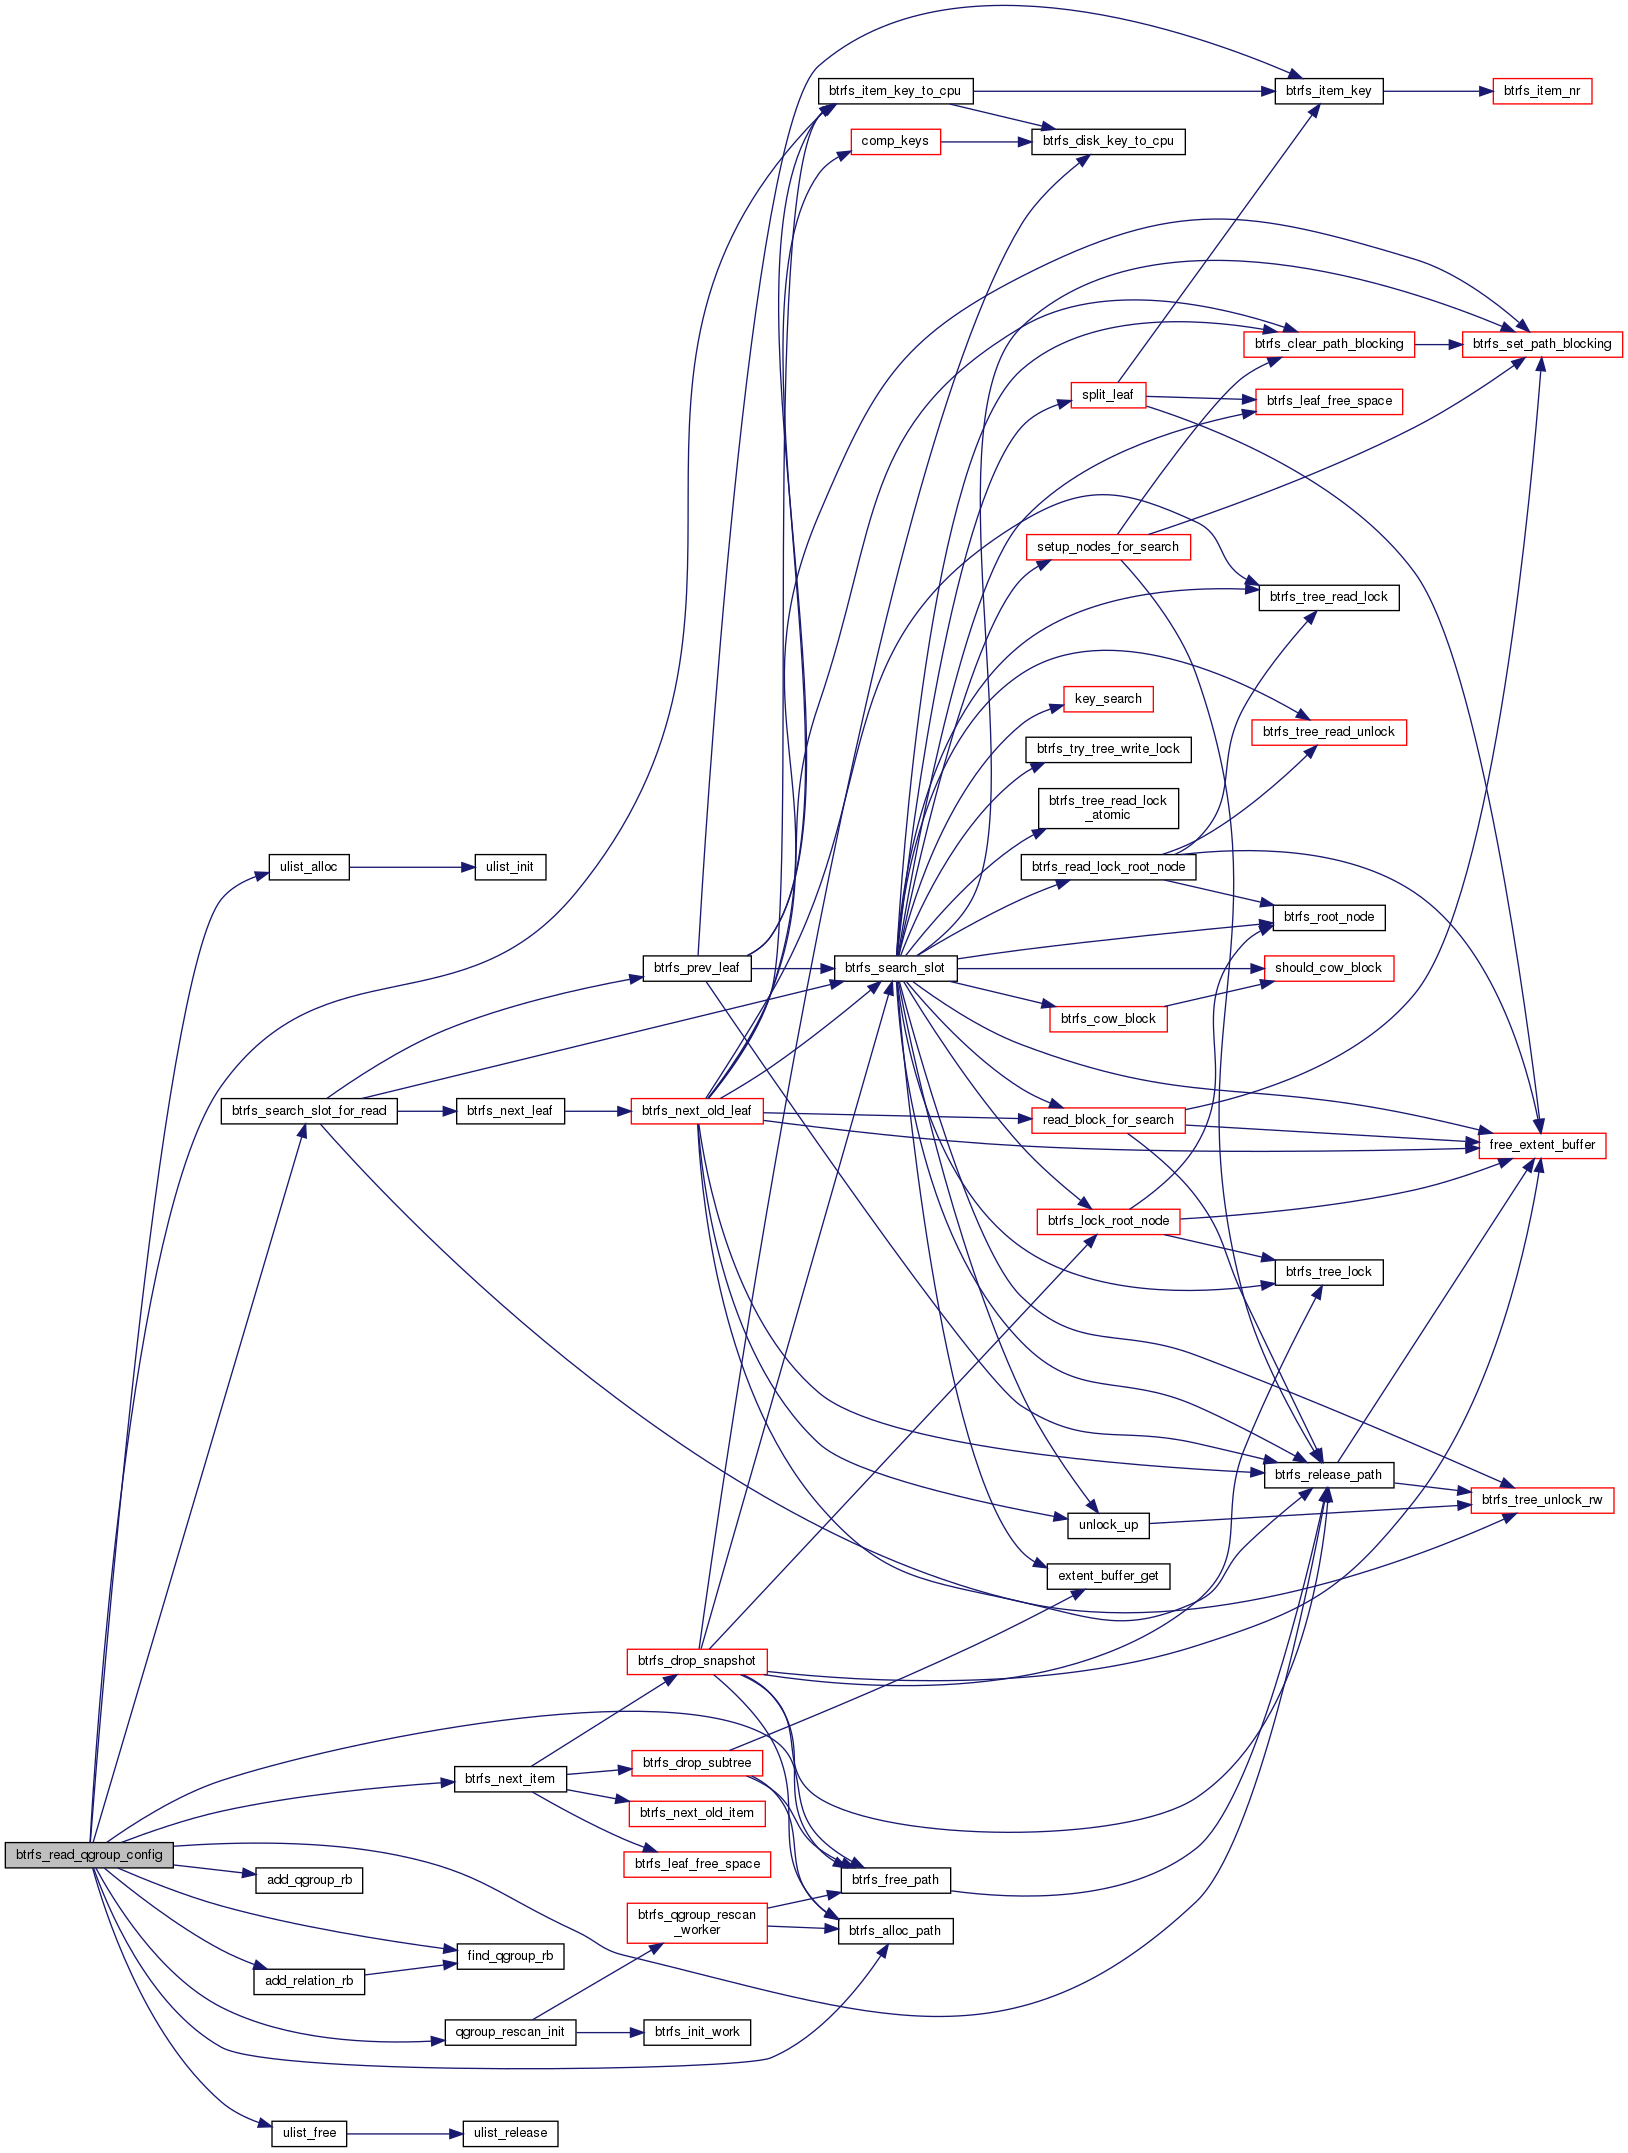 btrfs_item_key_to_cpu
btrfs_item_key
btrfs_item_nr
comp_keys
btrfs_disk_key_to_cpu
btrfs_clear_path_blocking
btrfs_set_path_blocking
split_leaf
btrfs_leaf_free_space
setup_nodes_for_search
btrfs_tree_read_lock
key_search
btrfs_tree_read_unlock
btrfs_try_tree_write_lock
btrfs_tree_read_lock
_atomic
ulist_alloc
ulist_init
btrfs_read_lock_root_node
btrfs_root_node
btrfs_prev_leaf
btrfs_search_slot
should_cow_block
btrfs_cow_block
btrfs_search_slot_for_read
btrfs_next_leaf
btrfs_next_old_leaf
read_block_for_search
free_extent_buffer
btrfs_lock_root_node
btrfs_tree_lock
btrfs_release_path
btrfs_tree_unlock_rw
unlock_up
extent_buffer_get
btrfs_drop_snapshot
btrfs_drop_subtree
btrfs_next_item
btrfs_next_old_item
btrfs_read_qgroup_config
btrfs_leaf_free_space
add_qgroup_rb
btrfs_free_path
btrfs_qgroup_rescan
_worker
btrfs_alloc_path
find_qgroup_rb
add_relation_rb
qgroup_rescan_init
btrfs_init_work
ulist_free
ulist_release